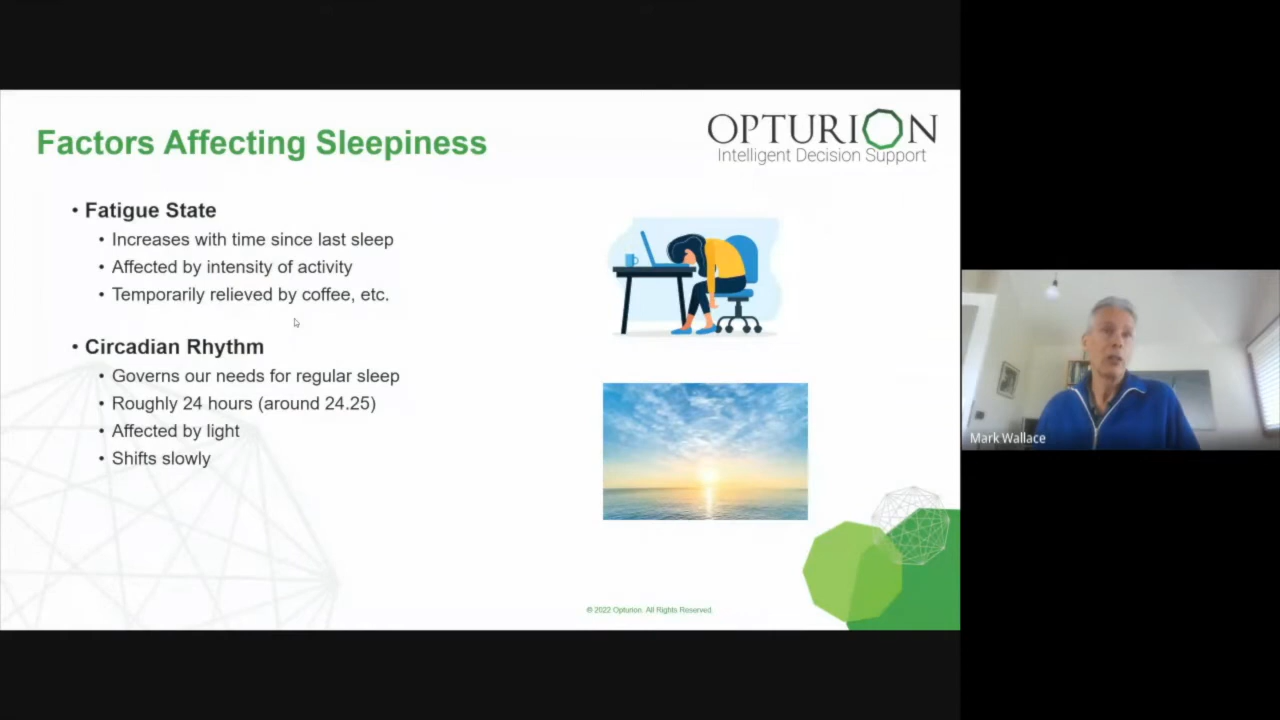 Factors Affecting Sleepiness
OPTURION
Intelligent Decision Support
• Fatigue State
• Increases with time since last sleep
• Affected by intensity of activity
• Temporarily relieved by coffee, etc.
• Circadian Rhythm
• Governs our needs for regular sleep
• Roughly 24 hours (around 24.25)
• Affected by light
• Shifts slowly
© 2022 Opturion. All Rights Reserved.
Mark Wallace